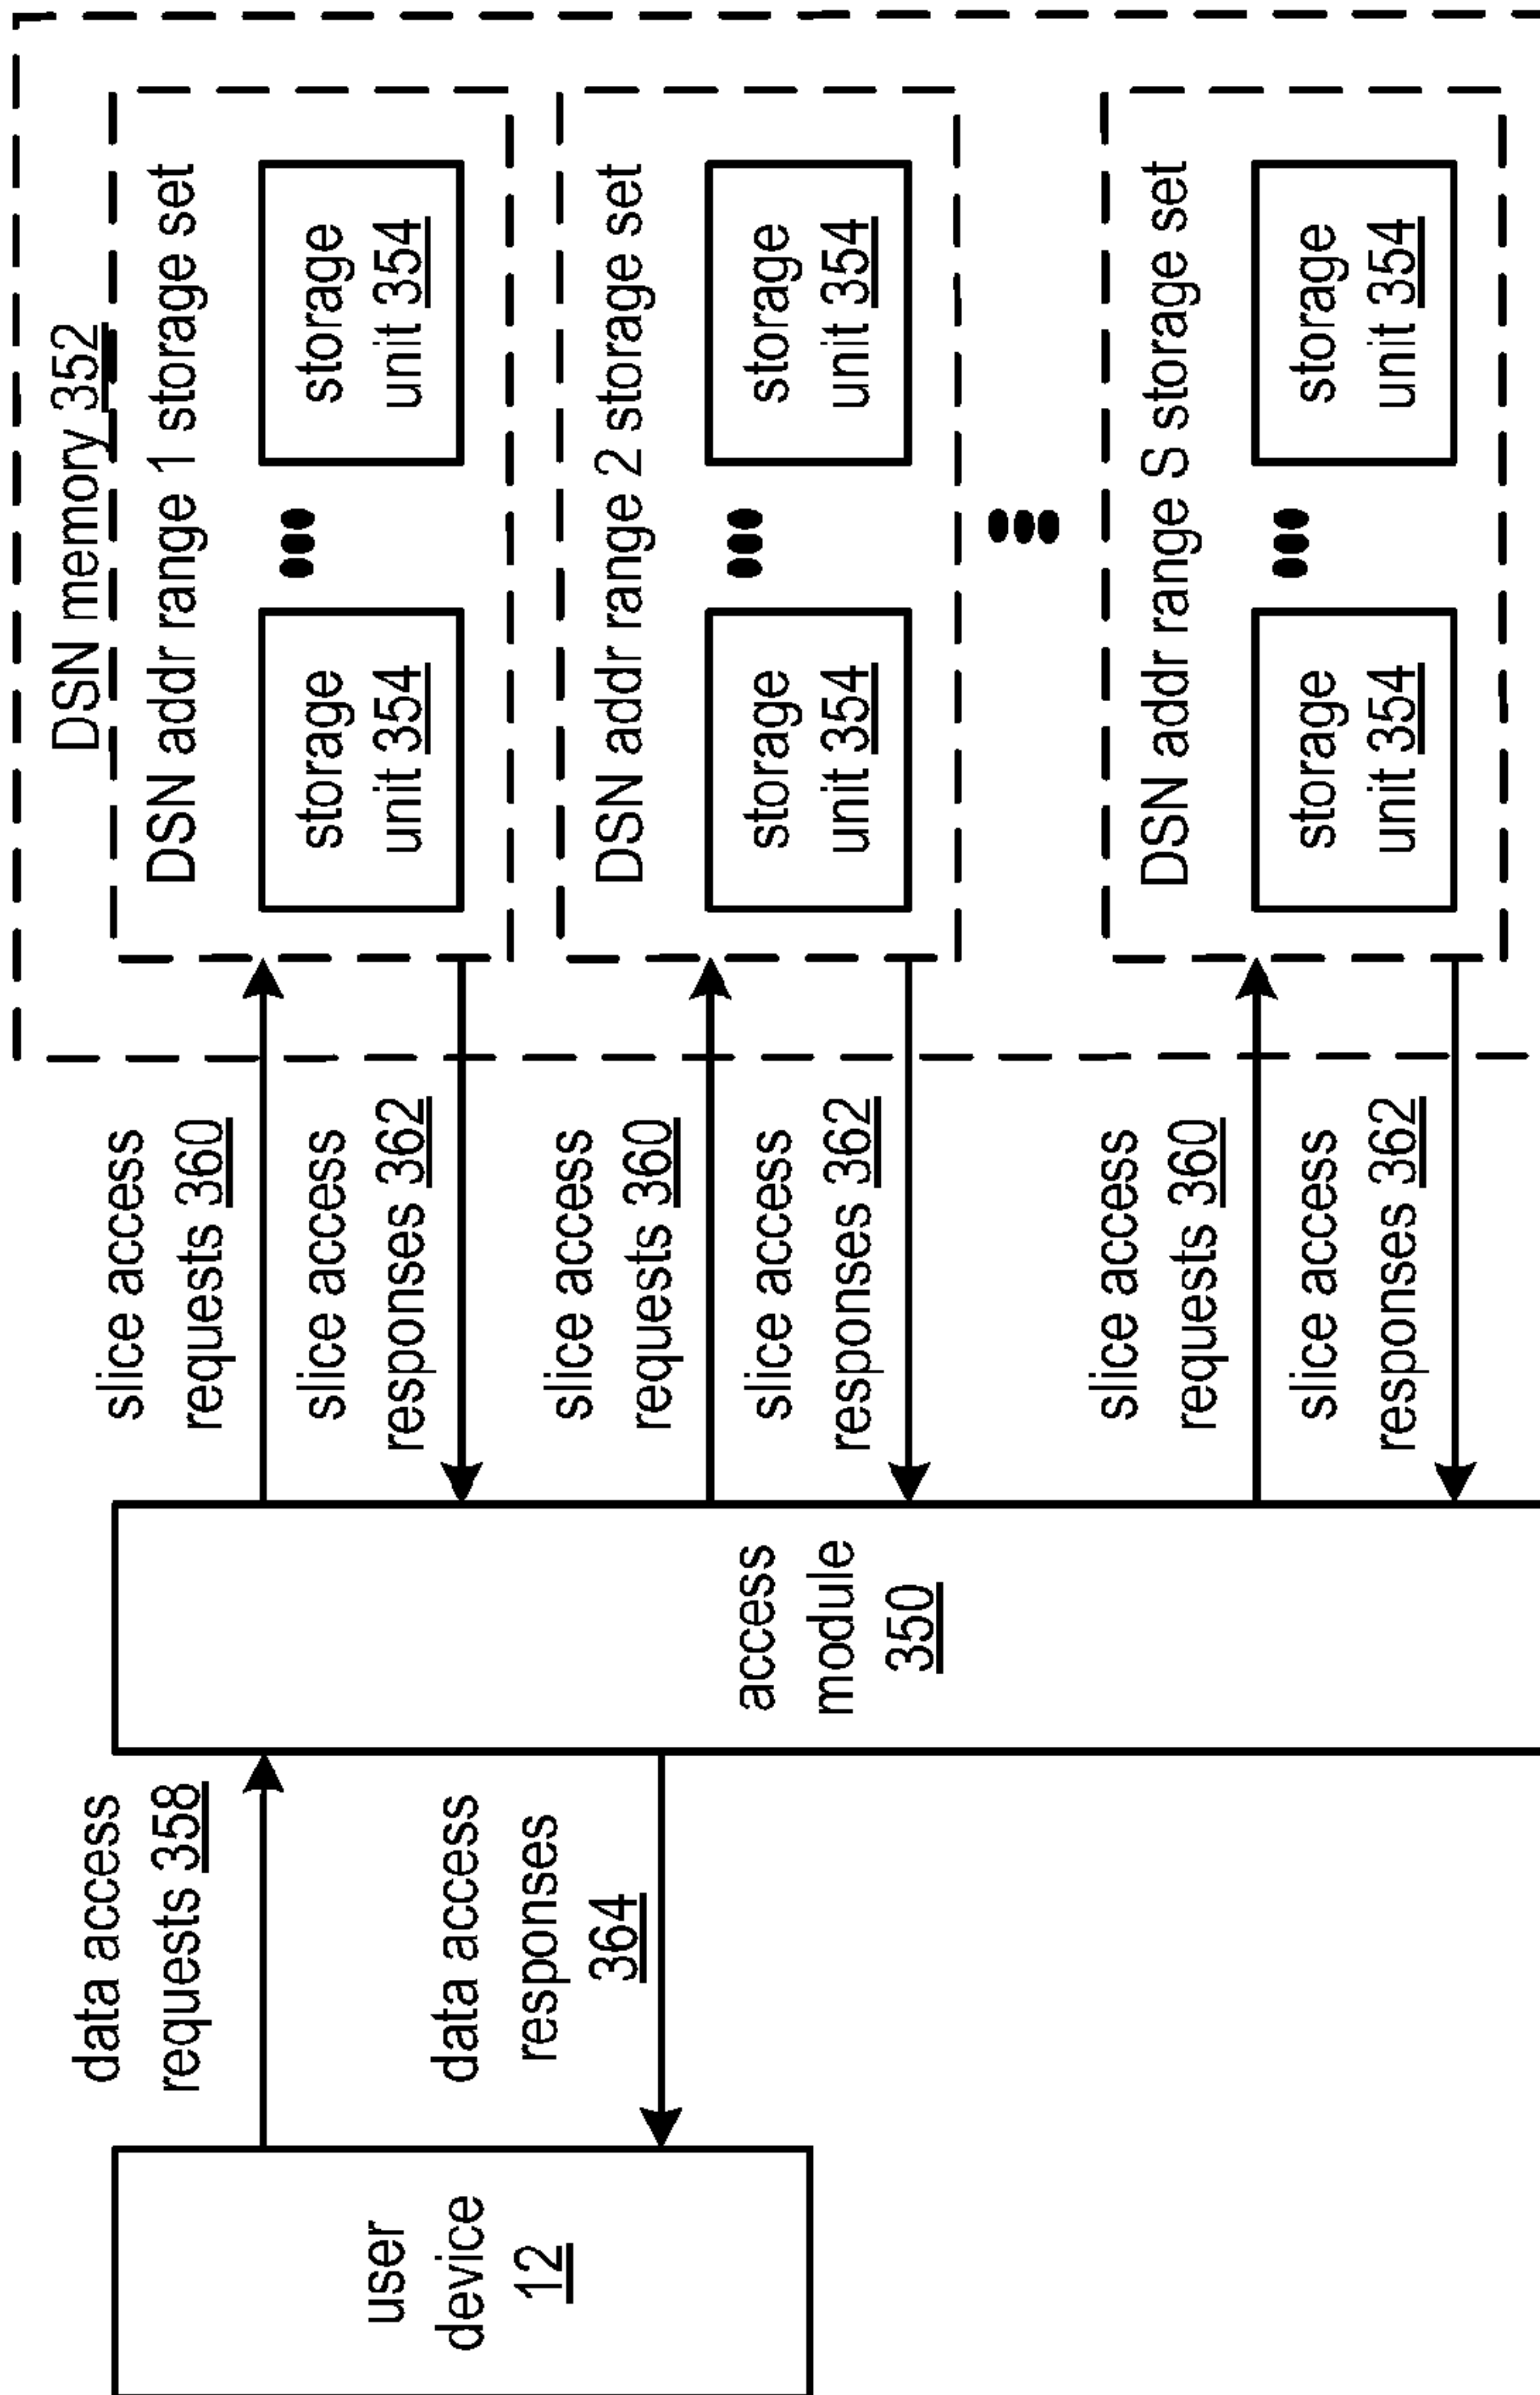 user
device
12
data access
requests 358
data access
responses
364
access
module
350
slice access
requests 360
slice access
responses 362
slice access
requests 360
slice access
responses 362
slice access
requests 360
slice access
responses 362
DSN memory 352
DSN addr range 1 storage set
storage
unit 354
storage
unit 354
DSN addr range 2 storage set
storage
unit 354
storage
unit 354
DSN addr range S storage set
storage
unit 354
storage
unit 354